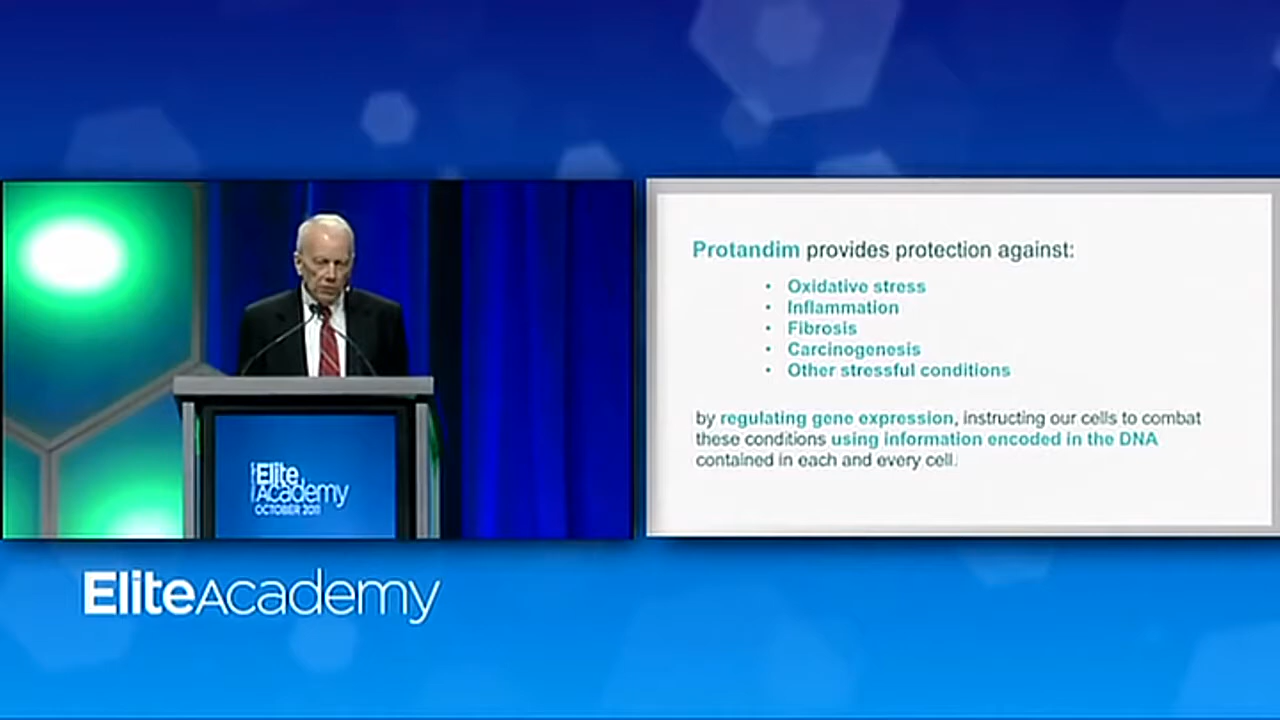 Protandim provides protection against:
• Oxidative stress
• Inflammation
• Fibrosis
• Carcinogenesis
• Other stressful conditions
by regulating gene expression, instructing our cells to combat
these conditions using information encoded in the DNA
contained in each and every cell.
Elite
Academy
OCTOBER 2011
EliteAcademy